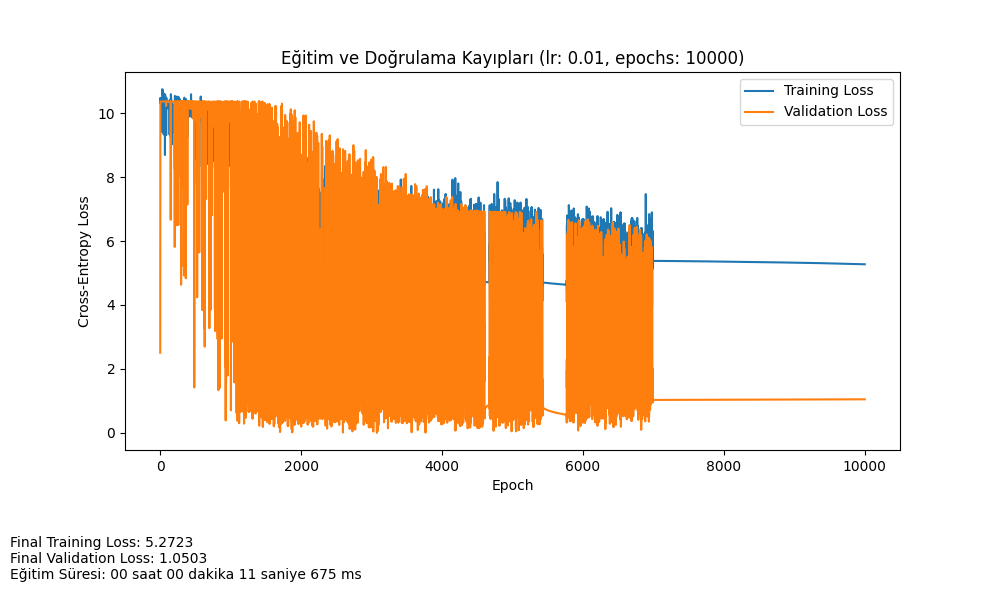 Eğitim ve Doğrulama Kayıpları (lr: 0.01, epochs: 10000)
Training Loss
Validation Loss
Cross-Entropy Loss
10
8
6
4
2
0
0 2000 4000 6000 8000 10000
Epoch
Final Training Loss: 5.2723
Final Validation Loss: 1.0503
Eğitim Süresi: 00 saat 00 dakika 11 saniye 675 ms